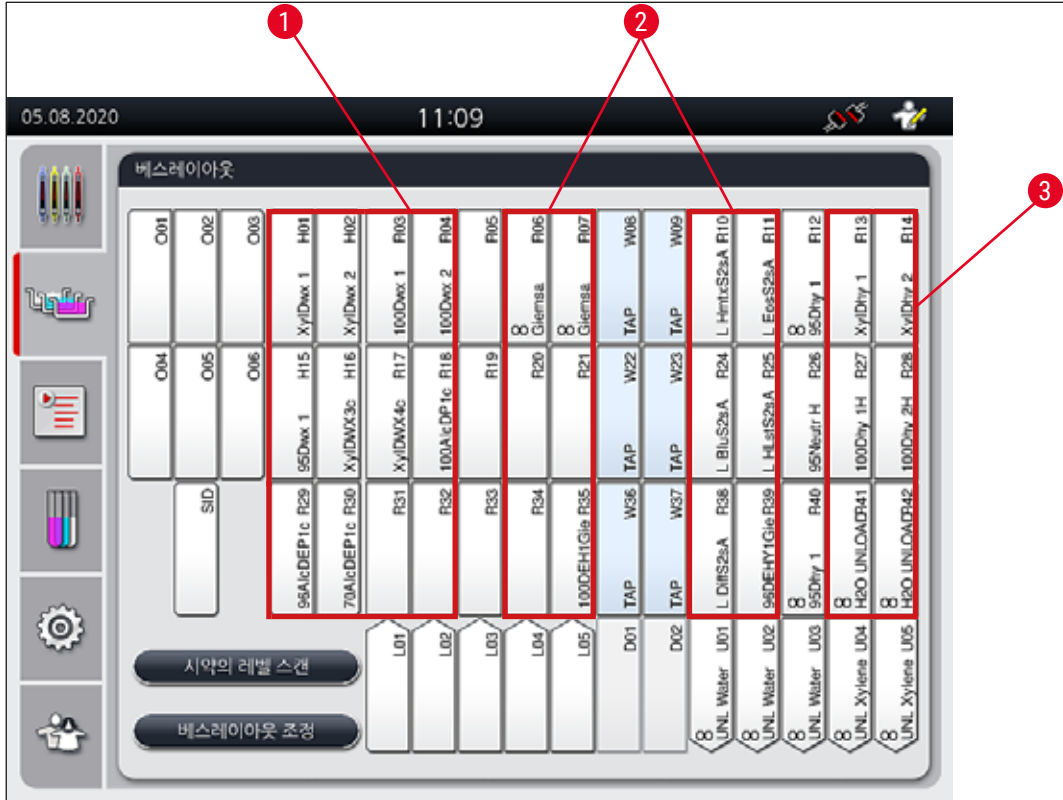 1
2
3
05.08.2020
11:09
베스레이아웃
O01
O02
O03
XylDwx 1 H01
XylDwx 2 H02
100Dwx 1 R03
100Dwx 2 R04
R05
∞ Giemsa R06
∞ Giemsa R07
TAP W08
TAP W09
L HmtxS2sA R10
L EosS2sA R11
∞ 95Dhy 1 R12
XylDhy 1 R13
XylDhy 2 R14
O04
O05
O06
95Dwx 1 H15
XylDWX3c H16
XylDWX4c R17
100AlcDP1c R18
R19
R20
R21
TAP W22
TAP W23
L BluS2sA R24
L HLstS2sA R25
95Neutr H R26
100Dhy 1H R27
100Dhy 2H R28
SID
96AlcDEP1c R29
70AlcDEP1c R30
R31
R32
R33
R34
100DEH1Gie R35
TAP W36
TAP W37
L DiffS2sA R38
96DEHY1Gie R39
∞ 95Dhy 1 R40
∞ H2O UNLOAD R41
∞ H2O UNLOAD R42
L01
L02
L03
L04
L05
D01
D02
∞ UNL Water U01
∞ UNL Water U02
∞ UNL Water U03
∞ UNL Xylene U04
∞ UNL Xylene U05
시약의 레벨 스캔
베스레이아웃 조정